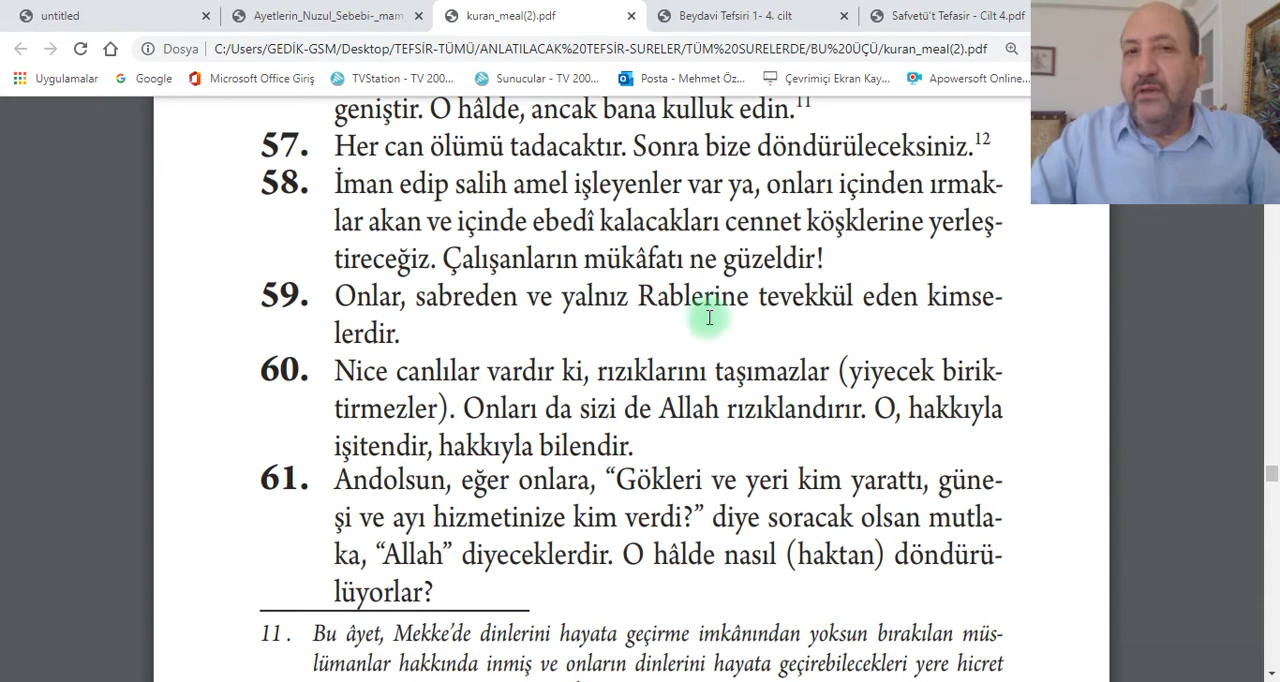 untitled
Ayetlerin_Nuzul_Sebebi-_mam
kuran_meal(2).pdf
Beydavi Tefsiri 1- 4. cilt
Safvetü't Tefasir - Cilt 4.pdf
Dosya
C:/Users/GEDİK-GSM/Desktop/TEFSİR-TÜMÜ/ANLATILACAK%20TEFSİR-SURELER/TÜM%20SURELERDE/BU%20ÜÇÜ/kuran_meal(2).pdf
Uygulamalar
Google
Microsoft Office Giriş
TVStation - TV 200...
Sunucular - TV 200...
Posta - Mehmet Öz...
Çevrimiçi Ekran Kay...
Apowersoft Online...
geniştir. O hâlde, ancak bana kulluk edin.11
57. Her can ölümü tadacaktır. Sonra bize döndürüleceksiniz.12
58. İman edip salih amel işleyenler var ya, onları içinden ırmak-
lar akan ve içinde ebedî kalacakları cennet köşklerine yerleş-
tireceğiz. Çalışanların mükâfatı ne güzeldir!
59. Onlar, sabreden ve yalnız Rablerine tevekkül eden kimse-
lerdir.
60. Nice canlılar vardır ki, rızıklarını taşımazlar (yiyecek birik-
tirmezler). Onları da sizi de Allah rızıklandırır. O, hakkıyla
işitendir, hakkıyla bilendir.
61. Andolsun, eğer onlara, “Gökleri ve yeri kim yarattı, güne-
şi ve ayı hizmetinize kim verdi?” diye soracak olsan mutla-
ka, “Allah” diyeceklerdir. O hâlde nasıl (haktan) döndürü-
lüyorlar?
11. Bu âyet, Mekke’de dinlerini hayata geçirme imkânından yoksun bırakılan müs-
lümanlar hakkında inmiş ve onların dinlerini hayata geçirebilecekleri yere hicret